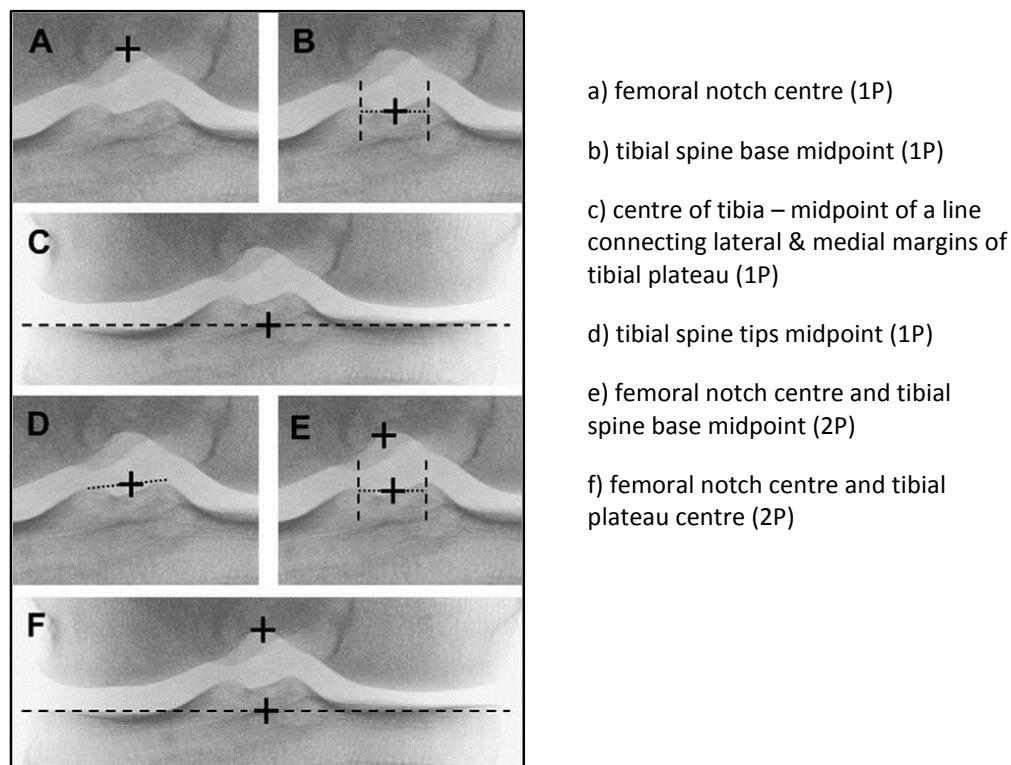 A
B
C
D
E
F
a) femoral notch centre (1P)
b) tibial spine base midpoint (1P)
c) centre of tibia – midpoint of a line
connecting lateral & medial margins of
tibial plateau (1P)
d) tibial spine tips midpoint (1P)
e) femoral notch centre and tibial
spine base midpoint (2P)
f) femoral notch centre and tibial
plateau centre (2P)